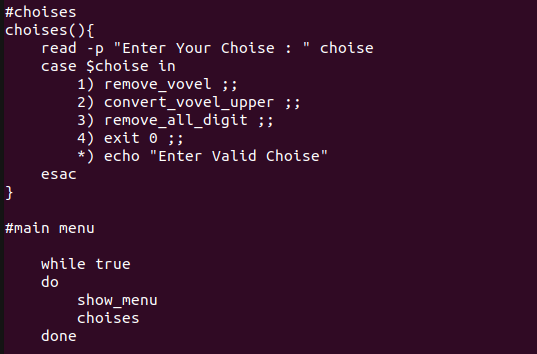 #choises
choises(){
    read -p "Enter Your Choise : " choise
    case $choise in
        1) remove_vovel ;;
        2) convert_vovel_upper ;;
        3) remove_all_digit ;;
        4) exit 0 ;;
        *) echo "Enter Valid Choise"
    esac
}

#main menu

    while true
    do
        show_menu
        choises
    done